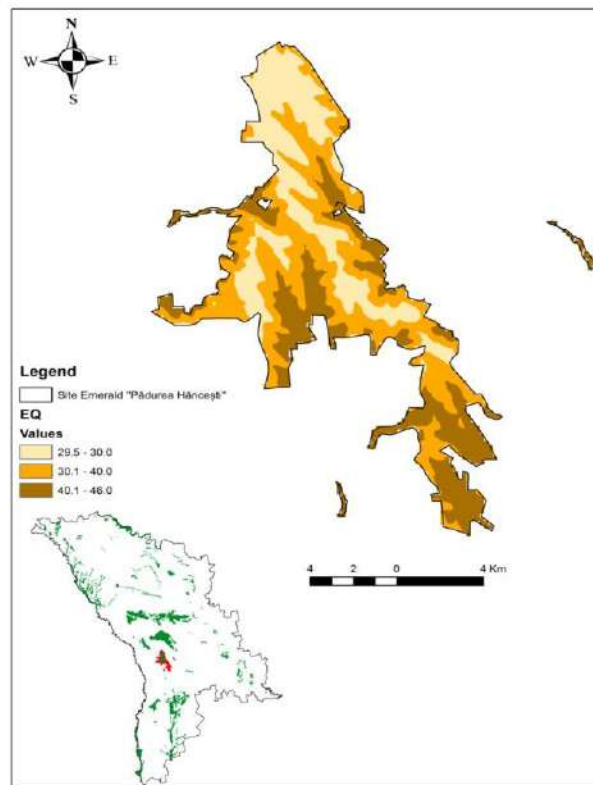 N
W
E
S
Legend
Site Emerald "Pădurea Hâncești"
EQ
Values
29.5 - 30.0
30.1 - 40.0
40.1 - 46.0
4 2 0 4 Km